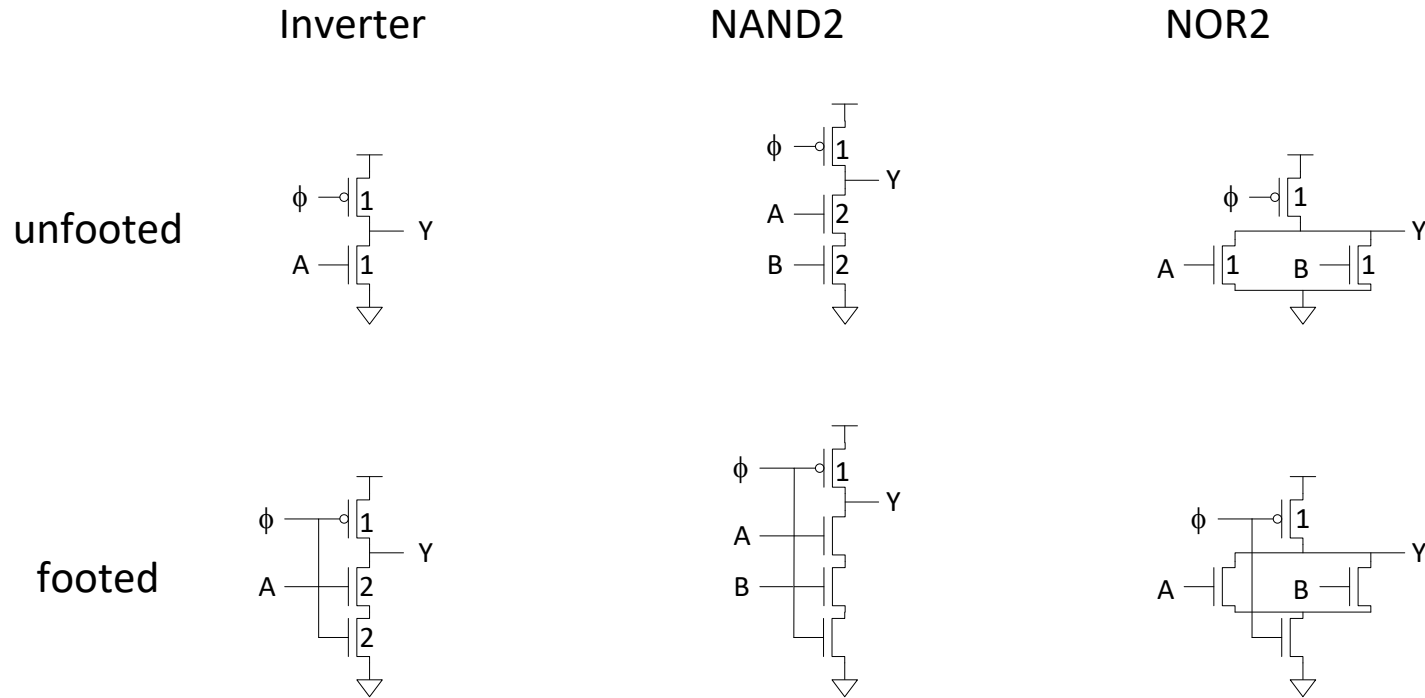 Inverter NAND2 NOR2
unfooted
ϕ 1
Y
A 1
ϕ 1
Y
A 2
B 2
ϕ 1
Y
A 1 B 1
footed
ϕ 1
Y
A 2
2
ϕ 1
Y
A
B
ϕ 1
Y
A B